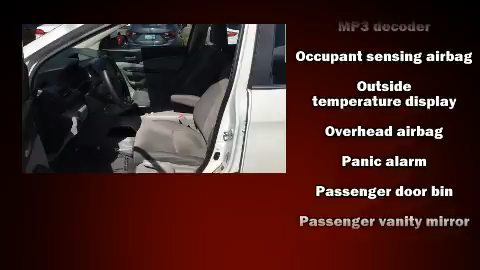 MP3 decoder
Occupant sensing airbag
Outside
temperature display
Overhead airbag
Panic alarm
Passenger door bin
Passenger vanity mirror